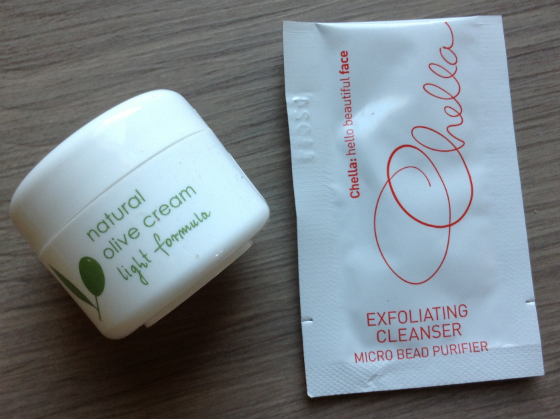 natural
olive cream
light formula
Chella: hello beautiful face
Chella
EXFOLIATING
CLEANSER
MICRO BEAD PURIFIER